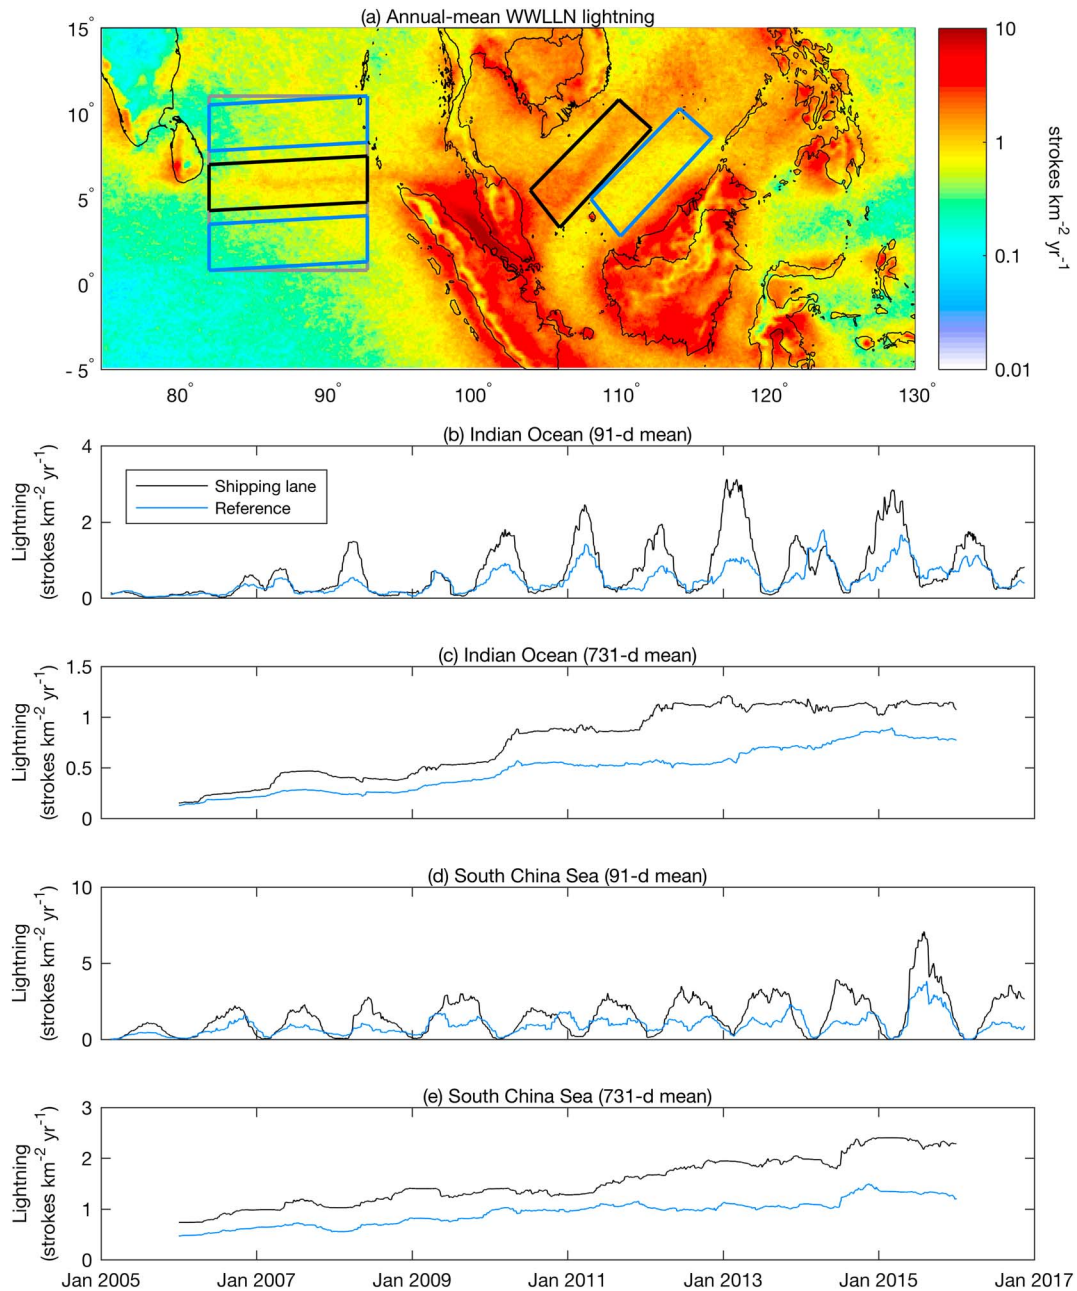 (a) Annual-mean WWLLN lightning
15°
10°
5°
0°
- 5°
80° 90° 100° 110° 120° 130°
10
1
0.1
0.01
strokes km⁻² yr⁻¹
(b) Indian Ocean (91-d mean)
Lightning
(strokes km⁻² yr⁻¹)
4
2
0
Shipping lane
Reference
(c) Indian Ocean (731-d mean)
Lightning
(strokes km⁻² yr⁻¹)
1.5
1
0.5
0
(d) South China Sea (91-d mean)
Lightning
(strokes km⁻² yr⁻¹)
10
5
0
(e) South China Sea (731-d mean)
Lightning
(strokes km⁻² yr⁻¹)
3
2
1
0
Jan 2005 Jan 2007 Jan 2009 Jan 2011 Jan 2013 Jan 2015 Jan 2017